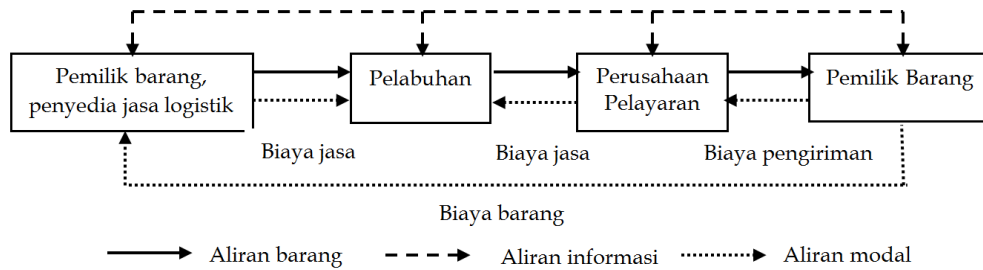 Pemilik barang,
penyedia jasa logistik
Pelabuhan
Perusahaan
Pelayaran
Pemilik Barang
Biaya jasa
Biaya jasa
Biaya pengiriman
Biaya barang
Aliran barang
Aliran informasi
Aliran modal